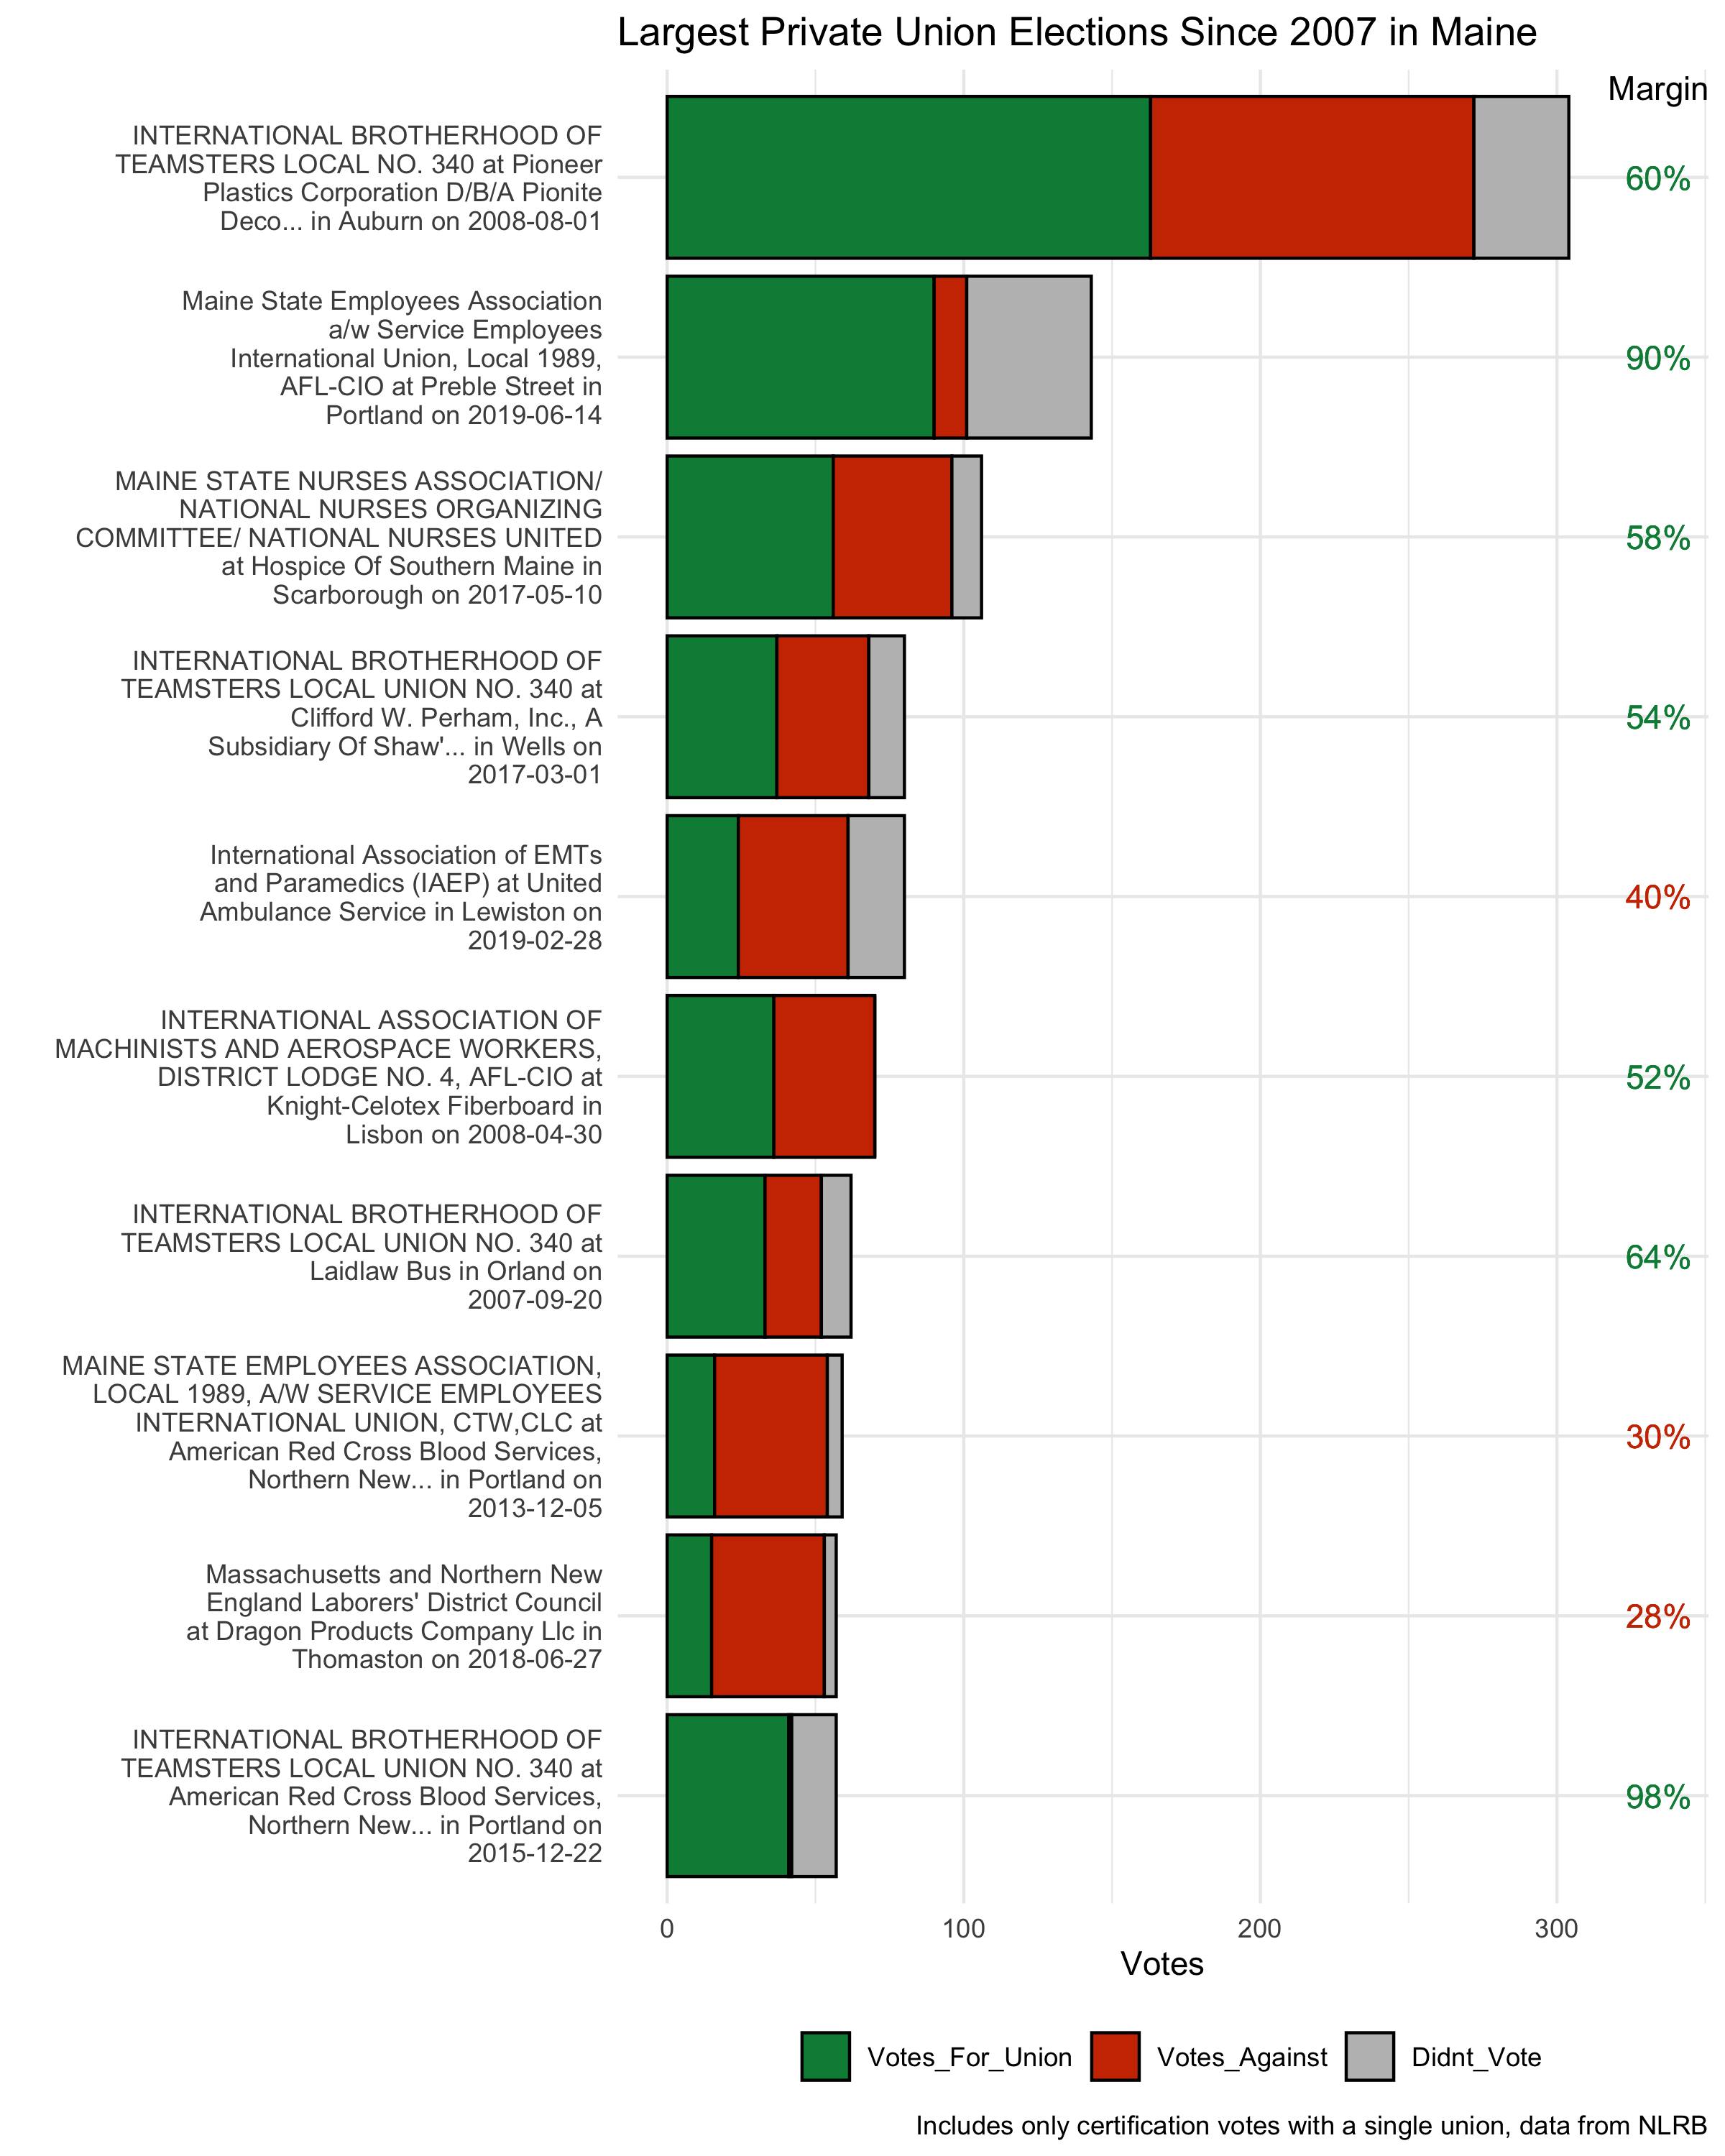 Largest Private Union Elections Since 2007 in Maine
Margin
INTERNATIONAL BROTHERHOOD OF
TEAMSTERS LOCAL NO. 340 at Pioneer
Plastics Corporation D/B/A Pionite
Deco... in Auburn on 2008-08-01
60%
Maine State Employees Association
a/w Service Employees
International Union, Local 1989,
AFL-CIO at Preble Street in
Portland on 2019-06-14
90%
MAINE STATE NURSES ASSOCIATION/
NATIONAL NURSES ORGANIZING
COMMITTEE/ NATIONAL NURSES UNITED
at Hospice Of Southern Maine in
Scarborough on 2017-05-10
58%
INTERNATIONAL BROTHERHOOD OF
TEAMSTERS LOCAL UNION NO. 340 at
Clifford W. Perham, Inc., A
Subsidiary Of Shaw'... in Wells on
2017-03-01
54%
International Association of EMTs
and Paramedics (IAEP) at United
Ambulance Service in Lewiston on
2019-02-28
40%
INTERNATIONAL ASSOCIATION OF
MACHINISTS AND AEROSPACE WORKERS,
DISTRICT LODGE NO. 4, AFL-CIO at
Knight-Celotex Fiberboard in
Lisbon on 2008-04-30
52%
INTERNATIONAL BROTHERHOOD OF
TEAMSTERS LOCAL UNION NO. 340 at
Laidlaw Bus in Orland on
2007-09-20
64%
MAINE STATE EMPLOYEES ASSOCIATION,
LOCAL 1989, A/W SERVICE EMPLOYEES
INTERNATIONAL UNION, CTW,CLC at
American Red Cross Blood Services,
Northern New... in Portland on
2013-12-05
30%
Massachusetts and Northern New
England Laborers' District Council
at Dragon Products Company Llc in
Thomaston on 2018-06-27
28%
INTERNATIONAL BROTHERHOOD OF
TEAMSTERS LOCAL UNION NO. 340 at
American Red Cross Blood Services,
Northern New... in Portland on
2015-12-22
98%
0 100 200 300
Votes
Votes_For_Union Votes_Against Didnt_Vote
Includes only certification votes with a single union, data from NLRB